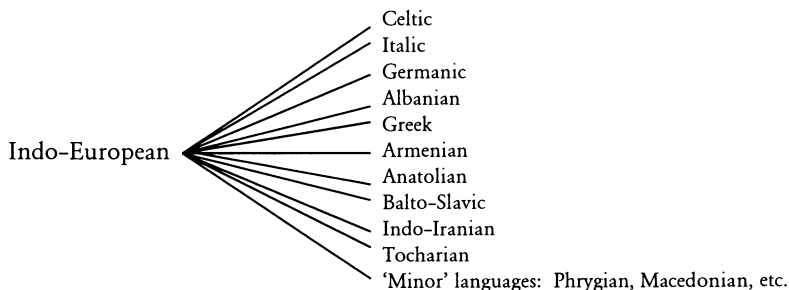 Celtic
Italic
Germanic
Albanian
Greek
Indo-European
Armenian
Anatolian
Balto-Slavic
Indo-Iranian
Tocharian
‘Minor’ languages: Phrygian, Macedonian, etc.